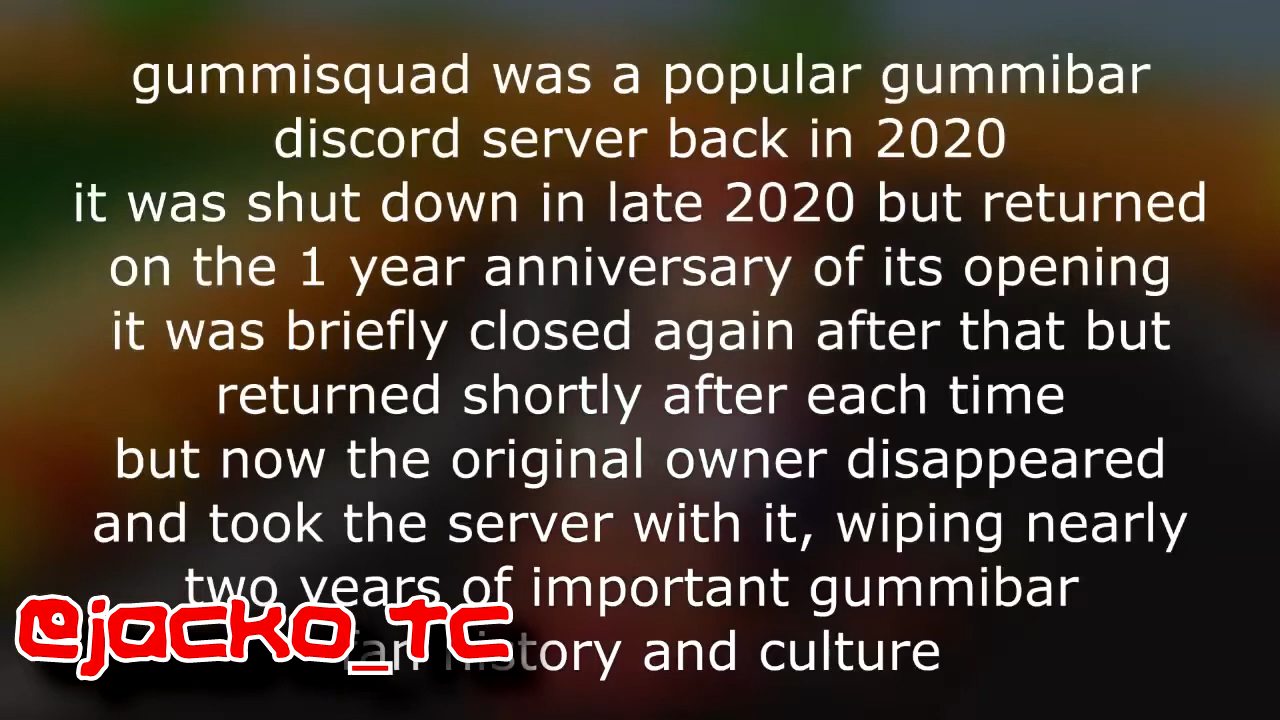 gummisquad was a popular gummibar
discord server back in 2020
it was shut down in late 2020 but returned
on the 1 year anniversary of its opening
it was briefly closed again after that but
returned shortly after each time
but now the original owner disappeared
and took the server with it, wiping nearly
two years of important gummibar
fan history and culture
@jacko_TC